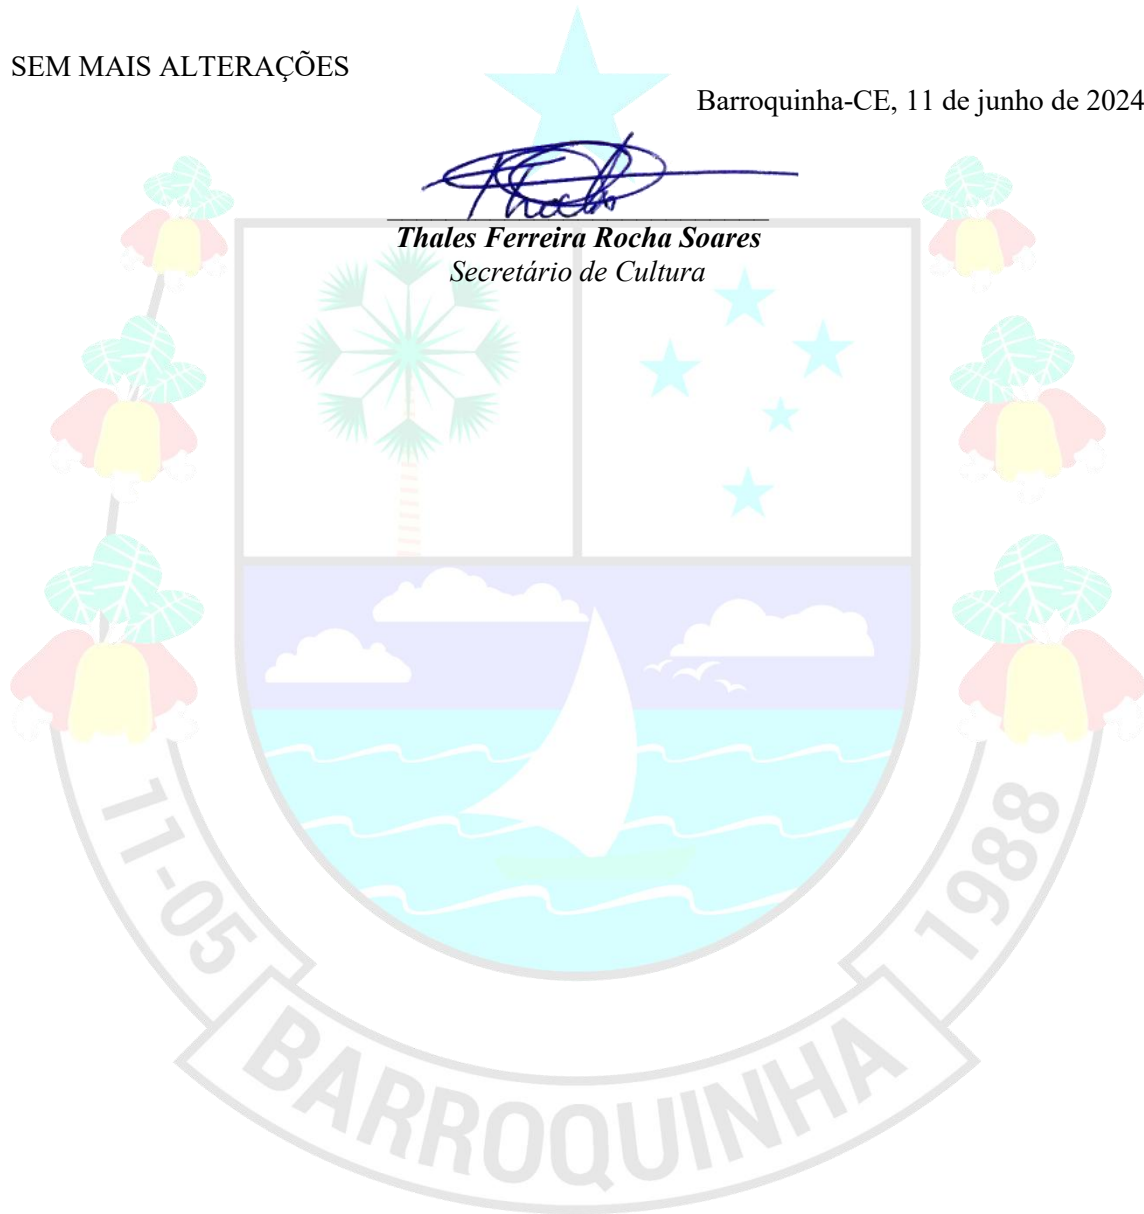 SEM MAIS ALTERAÇÕES
Barroquinha-CE, 11 de junho de 2024
Thales
Thales Ferreira Rocha Soares
Secretário de Cultura
11-05
1988
BARROQUINHA